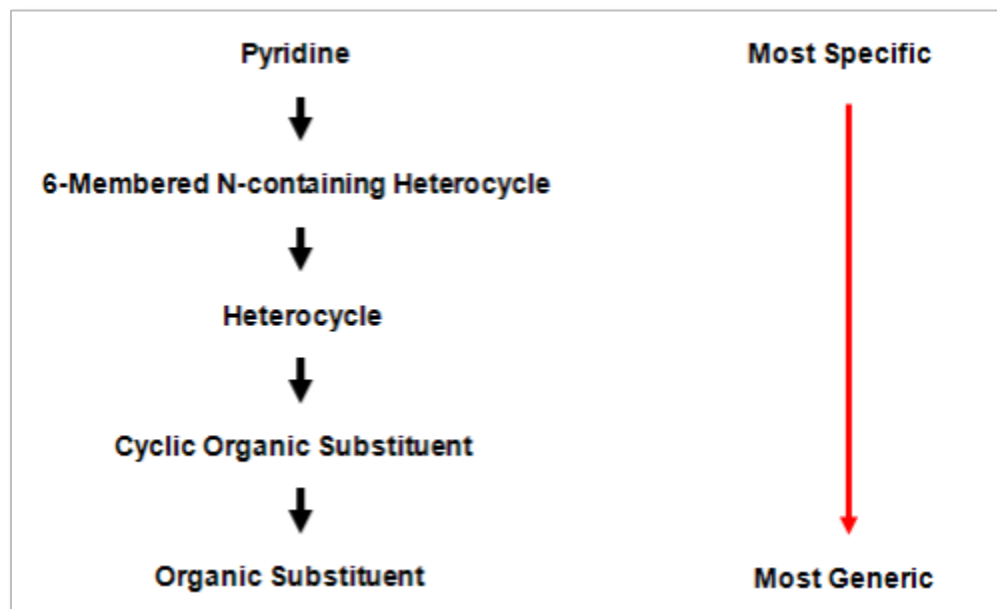 Pyridine
Most Specific
6-Membered N-containing Heterocycle
Heterocycle
Cyclic Organic Substituent
Organic Substituent
Most Generic